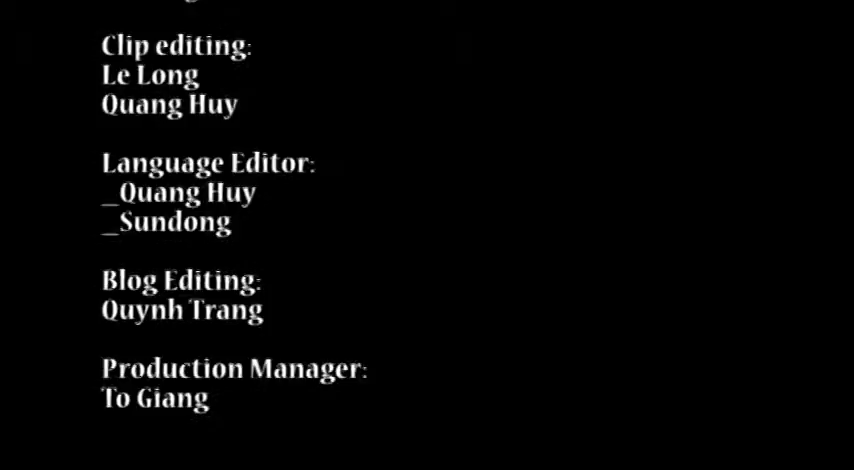 Clip editing:
Le Long
Quang Huy
Language Editor:
_Quang Huy
_Sundong
Blog Editing:
Quynh Trang
Production Manager:
To Giang